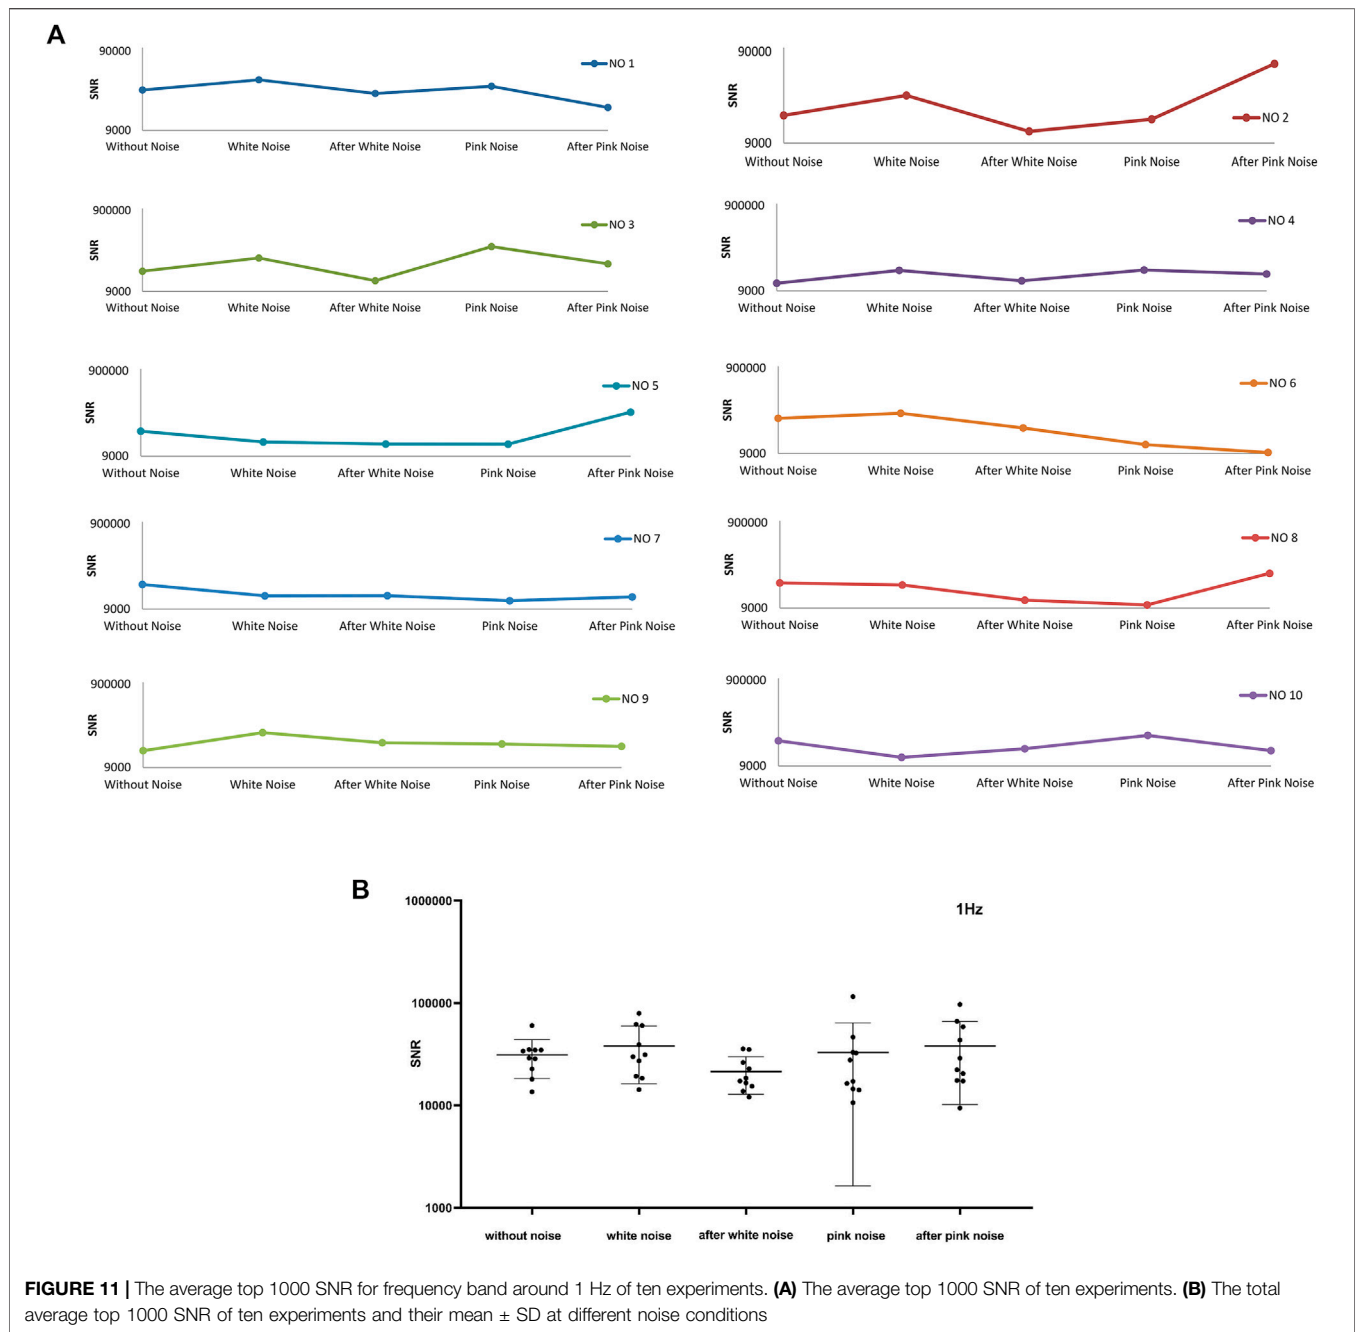 A
90000
SNR
9000
NO 1
Without Noise White Noise After White Noise Pink Noise After Pink Noise
90000
SNR
9000
NO 2
Without Noise White Noise After White Noise Pink Noise After Pink Noise
900000
SNR
9000
NO 3
Without Noise White Noise After White Noise Pink Noise After Pink Noise
900000
SNR
9000
NO 4
Without Noise White Noise After White Noise Pink Noise After Pink Noise
900000
SNR
9000
NO 5
Without Noise White Noise After White Noise Pink Noise After Pink Noise
900000
SNR
9000
NO 6
Without Noise White Noise After White Noise Pink Noise After Pink Noise
900000
SNR
9000
NO 7
Without Noise White Noise After White Noise Pink Noise After Pink Noise
900000
SNR
9000
NO 8
Without Noise White Noise After White Noise Pink Noise After Pink Noise
900000
SNR
9000
NO 9
Without Noise White Noise After White Noise Pink Noise After Pink Noise
900000
SNR
9000
NO 10
Without Noise White Noise After White Noise Pink Noise After Pink Noise
B
1Hz
1000000
100000
SNR
10000
1000
without noise white noise after white noise pink noise after pink noise
FIGURE 11 | The average top 1000 SNR for frequency band around 1 Hz of ten experiments. (A) The average top 1000 SNR of ten experiments. (B) The total
average top 1000 SNR of ten experiments and their mean ± SD at different noise conditions